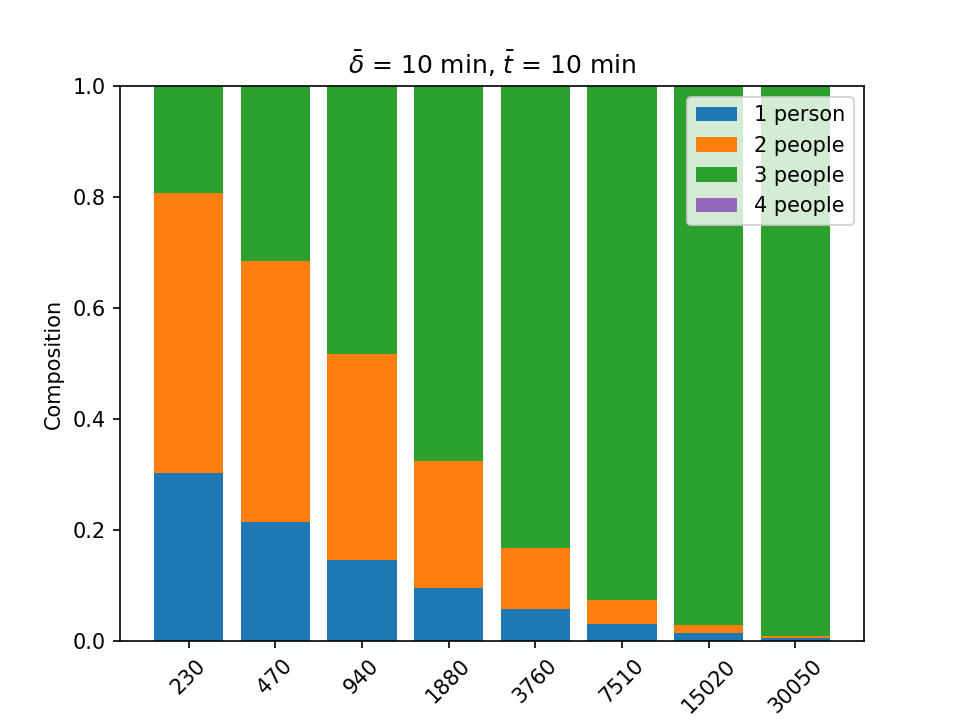 δ̄ = 10 min, t̄ = 10 min
1.0
0.8
0.6
0.4
0.2
0.0
Composition
1 person
2 people
3 people
4 people
230
470
940
1880
3760
7510
15020
30050